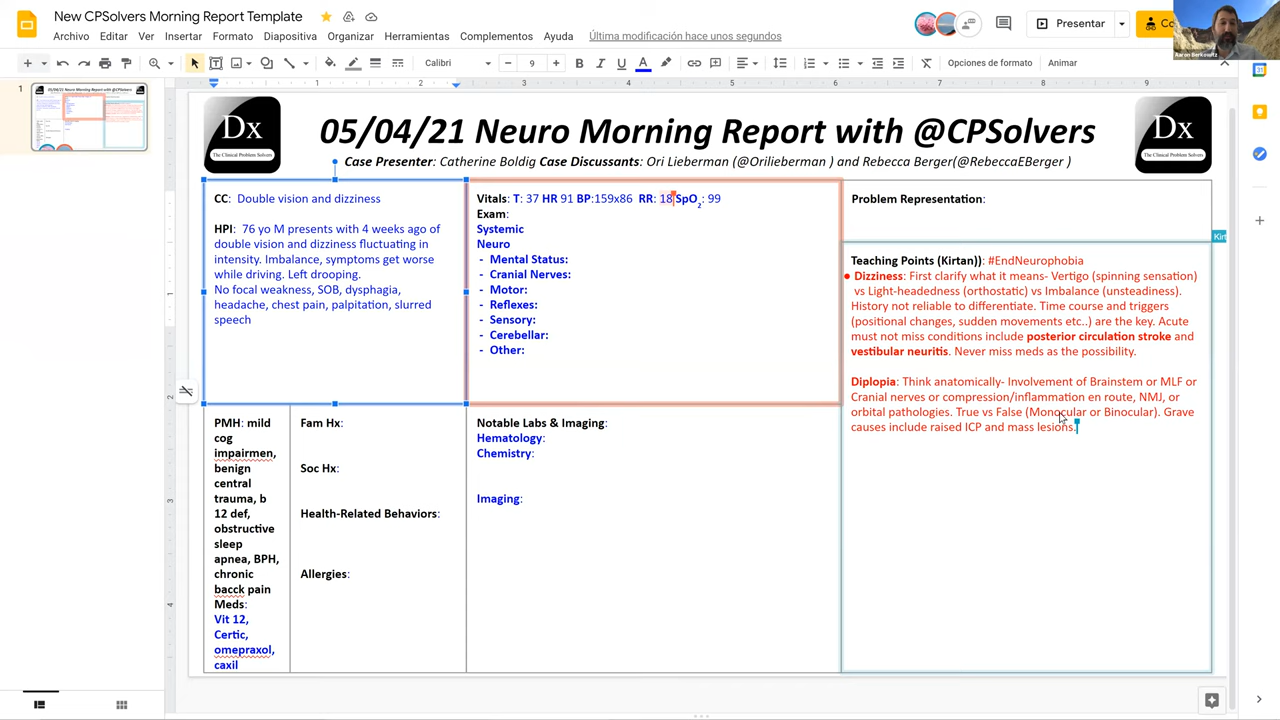 New CPSolvers Morning Report Template
Archivo Editar Ver Insertar Formato Diapositiva Organizar Herramientas Complementos Ayuda Última modificación hace unos segundos
Presentar
Co
Aaron Berkowitz
Calibri
B I U A
Opciones de formato Animar
1
Dx
The Clinical Problem Solvers
05/04/21 Neuro Morning Report with @CPSolvers
Case Presenter: Catherine Boldig Case Discussants: Ori Lieberman (@Orilieberman ) and Rebecca Berger(@RebeccaEBerger )
Dx
The Clinical Problem Solvers
CC: Double vision and dizziness
HPI: 76 yo M presents with 4 weeks ago of
double vision and dizziness fluctuating in
intensity. Imbalance, symptoms get worse
while driving. Left drooping.
No focal weakness, SOB, dysphagia,
headache, chest pain, palpitation, slurred
speech
Vitals: T: 37 HR 91 BP:159x86 RR: 18 SpO2: 99
Exam:
Systemic
Neuro
- Mental Status:
- Cranial Nerves:
- Motor:
- Reflexes:
- Sensory:
- Cerebellar:
- Other:
Problem Representation:
Kirt
Teaching Points (Kirtan)): #EndNeurophobia
Dizziness: First clarify what it means- Vertigo (spinning sensation)
vs Light-headedness (orthostatic) vs Imbalance (unsteadiness).
History not reliable to differentiate. Time course and triggers
(positional changes, sudden movements etc..) are the key. Acute
must not miss conditions include posterior circulation stroke and
vestibular neuritis. Never miss meds as the possibility.
Diplopia: Think anatomically- Involvement of Brainstem or MLF or
Cranial nerves or compression/inflammation en route, NMJ, or
orbital pathologies. True vs False (Monocular or Binocular). Grave
causes include raised ICP and mass lesions.
PMH: mild
cog
impairmen,
benign
central
trauma, b
12 def,
obstructive
sleep
apnea, BPH,
chronic
bacck pain
Meds:
Vit 12,
Certic,
omepraxol,
caxil
Fam Hx:
Soc Hx:
Health-Related Behaviors:
Allergies:
Notable Labs & Imaging:
Hematology:
Chemistry:
Imaging: